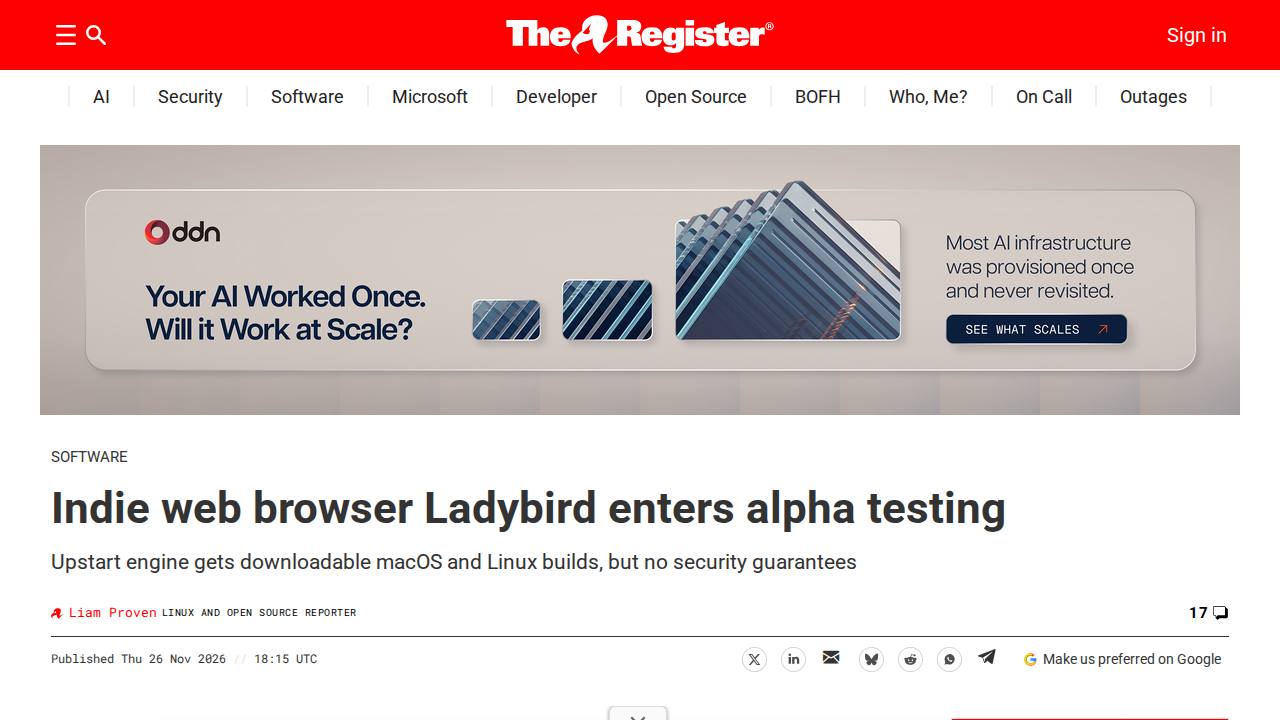 The Register®
Sign in
AI
Security
Software
Microsoft
Developer
Open Source
BOFH
Who, Me?
On Call
Outages
ddn
Your AI Worked Once.
Will it Work at Scale?
Most AI infrastructure
was provisioned once
and never revisited.
SEE WHAT SCALES
SOFTWARE
Indie web browser Ladybird enters alpha testing
Upstart engine gets downloadable macOS and Linux builds, but no security guarantees
Liam Proven LINUX AND OPEN SOURCE REPORTER
17
Published Thu 26 Nov 2026 // 18:15 UTC
Make us preferred on Google